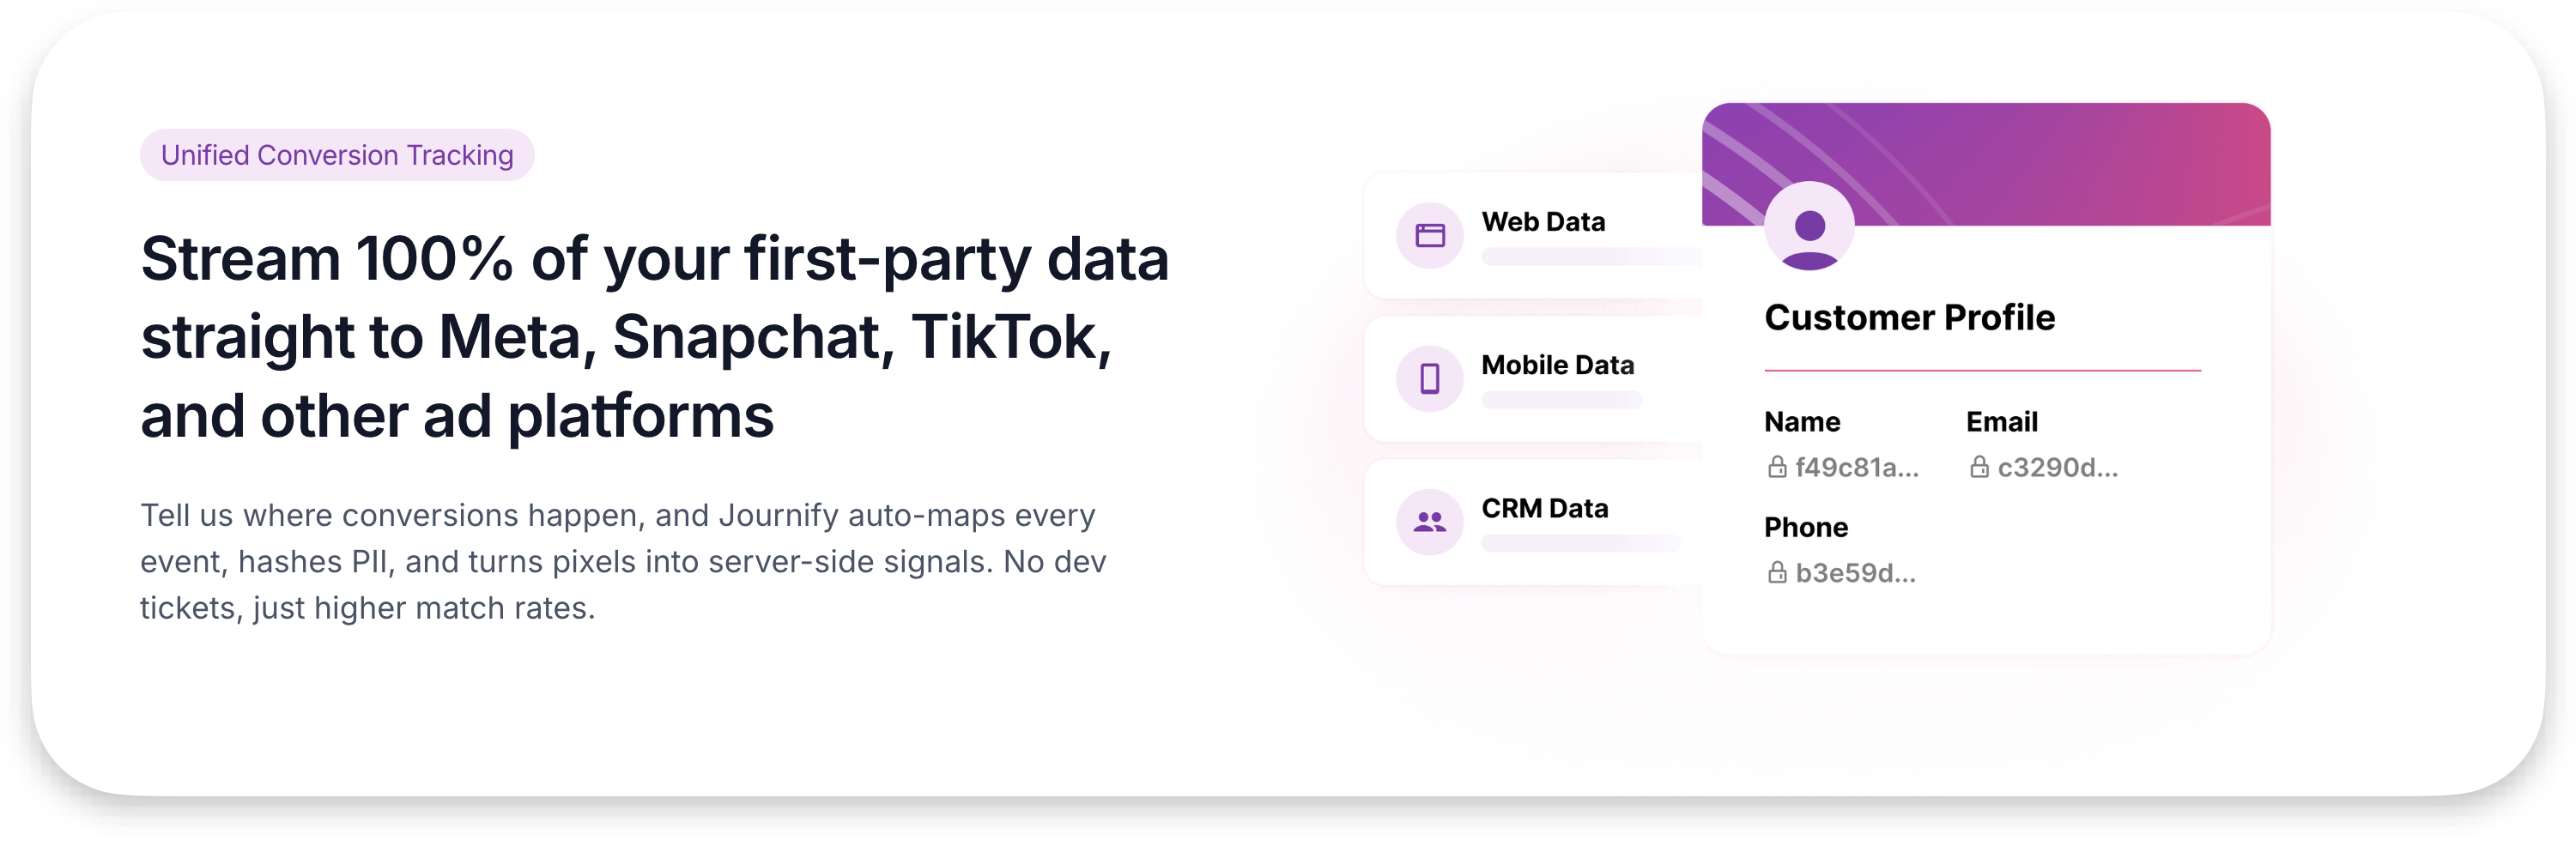 Unified Conversion Tracking
Stream 100% of your first-party data
straight to Meta, Snapchat, TikTok,
and other ad platforms
Tell us where conversions happen, and Journify auto-maps every
event, hashes PII, and turns pixels into server-side signals. No dev
tickets, just higher match rates.
Web Data
Mobile Data
CRM Data
Customer Profile
Name Email
f49c81a... c3290d...
Phone
b3e59d...